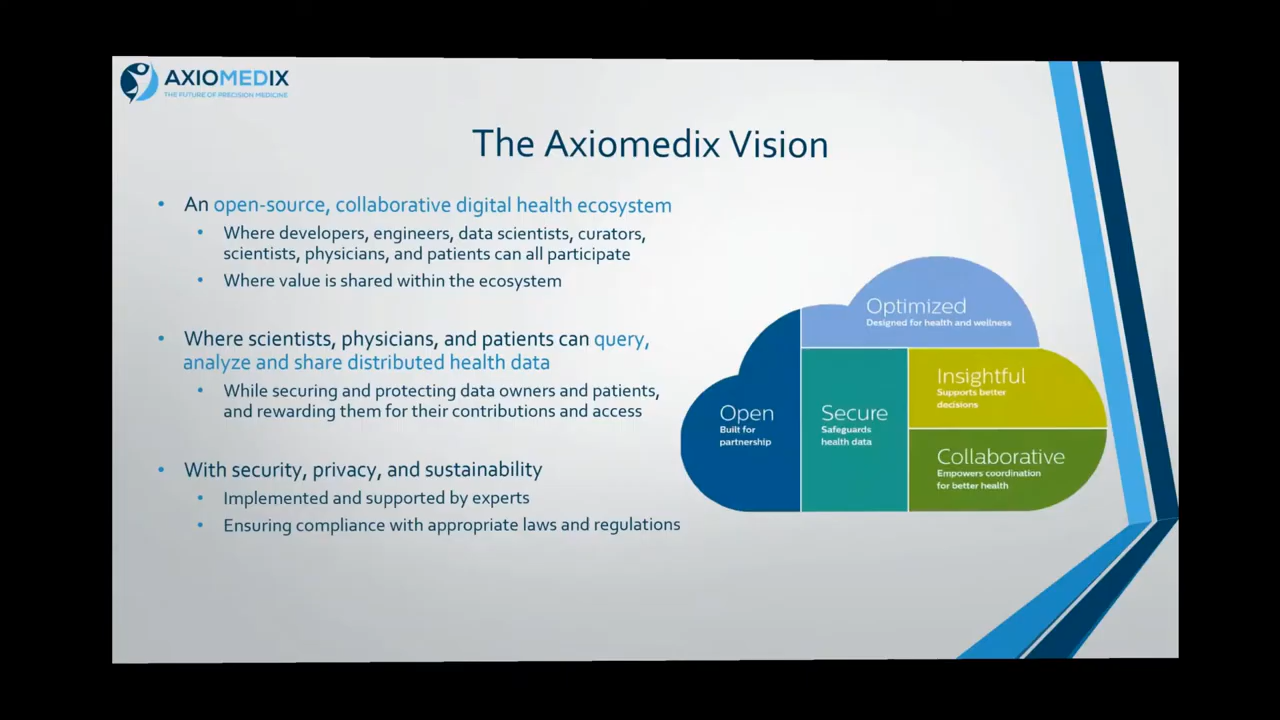 AXIOMEDIX
THE FUTURE OF PRECISION MEDICINE
The Axiomedix Vision
• An open-source, collaborative digital health ecosystem
• Where developers, engineers, data scientists, curators,
scientists, physicians, and patients can all participate
• Where value is shared within the ecosystem
• Where scientists, physicians, and patients can query,
analyze and share distributed health data
• While securing and protecting data owners and patients,
and rewarding them for their contributions and access
• With security, privacy, and sustainability
• Implemented and supported by experts
• Ensuring compliance with appropriate laws and regulations
Optimized
Designed for health and wellness
Open
Built for
partnership
Secure
Safeguards
health data
Insightful
Supports better
decisions
Collaborative
Empowers coordination
for better health